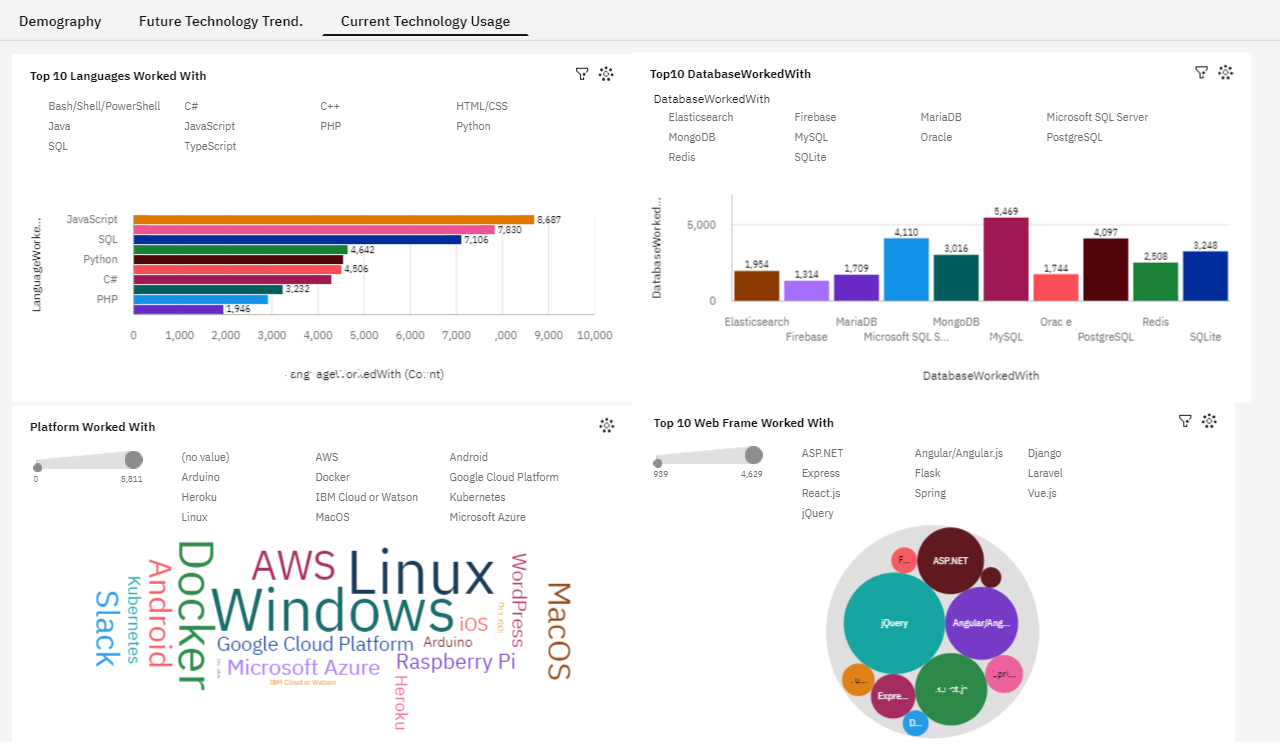 Demography Future Technology Trend. Current Technology Usage
Top 10 Languages Worked With
Bash/Shell/PowerShell C# C++ HTML/CSS
Java JavaScript PHP Python
SQL TypeScript
LanguageWorke...
JavaScript 8,687
7,830
SQL 7,106
4,642
Python
4,506
C#
3,232
PHP
1,946
0 1,000 2,000 3,000 4,000 5,000 6,000 7,000 ,000 9,000 10,000
(Count)
Top10 DatabaseWorkedWith
DatabaseWorkedWith
Elasticsearch Firebase MariaDB Microsoft SQL Server
MongoDB MySQL Oracle PostgreSQL
Redis SQLite
DatabaseWorked...
5,000
0
1,954 1,314 1,709 4,110 3,016 5,469 1,744 4,097 2,508 3,248
Elasticsearch MariaDB MongoDB Orac e Redis
Firebase Microsoft SQL S... MySQL PostgreSQL SQLite
DatabaseWorkedWith
Platform Worked With
0 5,811
(no value) AWS Android
Arduino Docker Google Cloud Platform
Heroku IBM Cloud or Watson Kubernetes
Linux MacOS Microsoft Azure
Slack
Kubernetes
Android
Docker
AWS
Linux
Windows
iOS
WordPress
MacOS
Google Cloud Platform
Arduino
Microsoft Azure
Raspberry Pi
IBM Cloud or Watson
Heroku
Top 10 Web Frame Worked With
939 4,629
ASP.NET Angular/Angular.js Django
Express Flask Laravel
React.js Spring Vue.js
jQuery
F...
ASP.NET
jQuery
Angular/Ang...
Expre...
D...